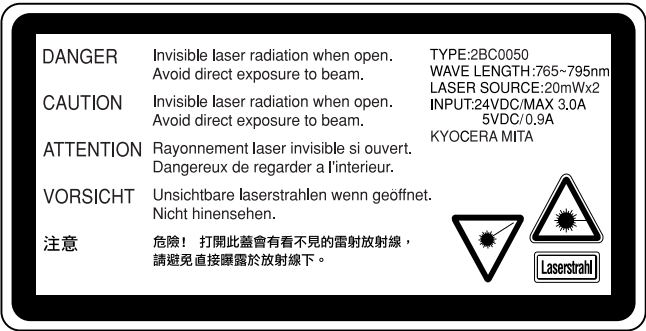 DANGER Invisible laser radiation when open.
Avoid direct exposure to beam.
CAUTION Invisible laser radiation when open.
Avoid direct exposure to beam.
ATTENTION Rayonnement laser invisible si ouvert.
Dangereux de regarder a l'interieur.
VORSICHT Unsichtbare laserstrahlen wenn geöffnet.
Nicht hinensehen.
注意 危險! 打開此蓋會有看不見的雷射放射線，
請避免直接曝露於放射線下。
TYPE:2BC0050
WAVE LENGTH:765~795nm
LASER SOURCE:20mWx2
INPUT:24VDC/MAX 3.0A
5VDC/0.9A
KYOCERA MITA
Laserstrahl